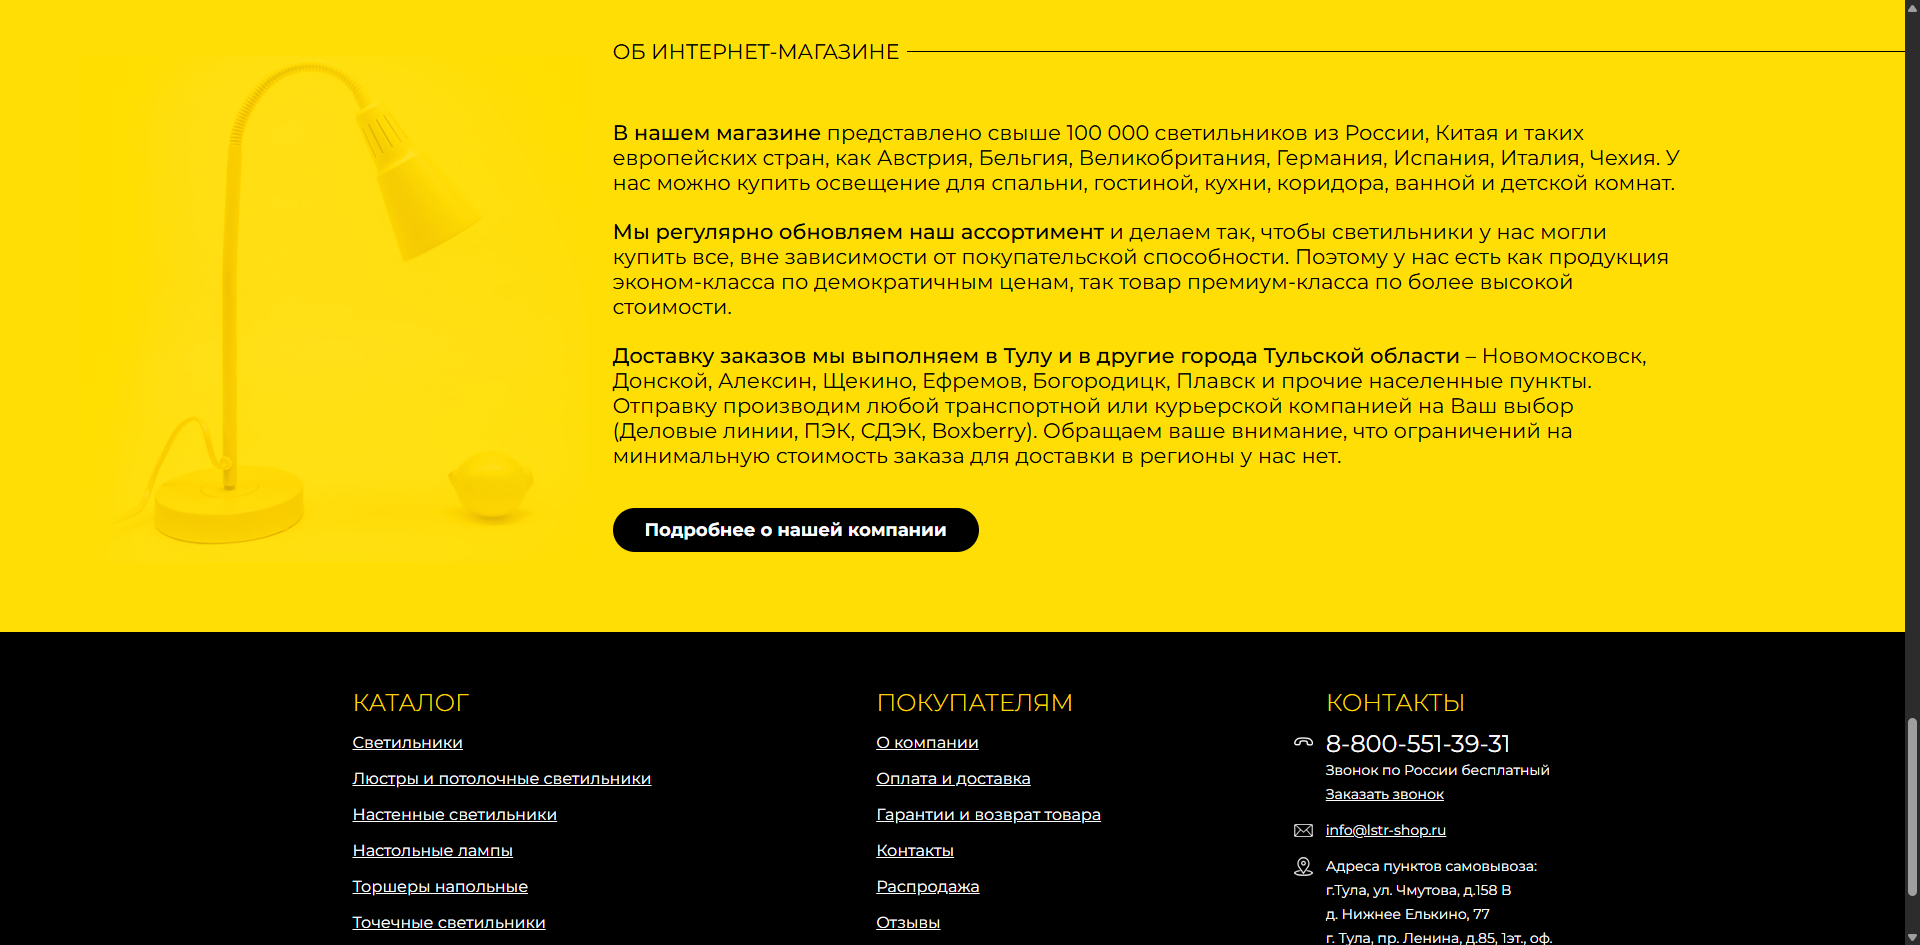 ОБ ИНТЕРНЕТ-МАГАЗИНЕ
В нашем магазине представлено свыше 100 000 светильников из России, Китая и таких
европейских стран, как Австрия, Бельгия, Великобритания, Германия, Испания, Италия, Чехия. У
нас можно купить освещение для спальни, гостиной, кухни, коридора, ванной и детской комнат.
Мы регулярно обновляем наш ассортимент и делаем так, чтобы светильники у нас могли
купить все, вне зависимости от покупательской способности. Поэтому у нас есть как продукция
эконом-класса по демократичным ценам, так товар премиум-класса по более высокой
стоимости.
Доставку заказов мы выполняем в Тулу и в другие города Тульской области – Новомосковск,
Донской, Алексин, Щекино, Ефремов, Богородицк, Плавск и прочие населенные пункты.
Отправку производим любой транспортной или курьерской компанией на Ваш выбор
(Деловые линии, ПЭК, СДЭК, Boxberry). Обращаем ваше внимание, что ограничений на
минимальную стоимость заказа для доставки в регионы у нас нет.
Подробнее о нашей компании
КАТАЛОГ
Светильники
Люстры и потолочные светильники
Настенные светильники
Настольные лампы
Торшеры напольные
Точечные светильники
ПОКУПАТЕЛЯМ
О компании
Оплата и доставка
Гарантии и возврат товара
Контакты
Распродажа
Отзывы
КОНТАКТЫ
8-800-551-39-31
Звонок по России бесплатный
Заказать звонок
info@lstr-shop.ru
Адреса пунктов самовывоза:
г.Тула, ул. Чмутова, д.158 В
д. Нижнее Елькино, 77
г. Тула, пр. Ленина, д.85, 1эт., оф.